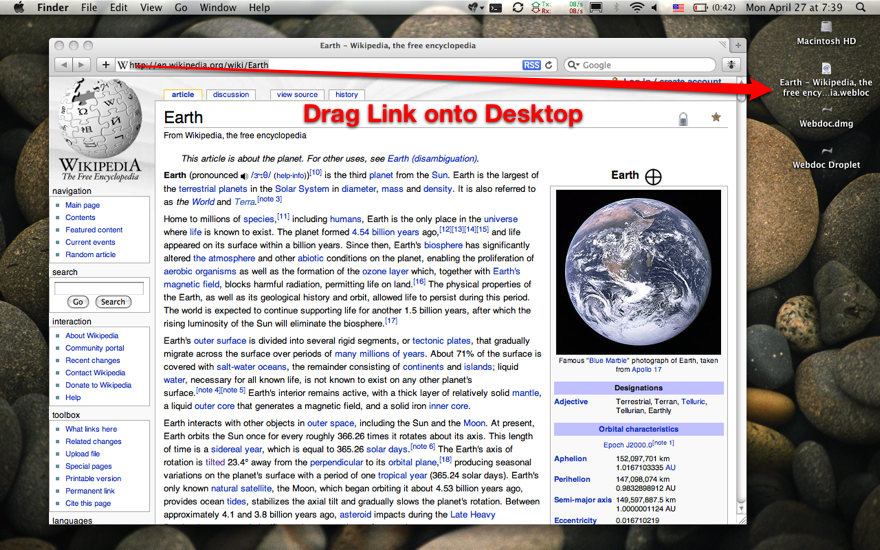 Finder File Edit View Go Window Help
Tx: 08/s
Rx: 08/s
(0:42) Mon April 27 at 7:39
Earth – Wikipedia, the free encyclopedia
W http://en.wikipedia.org/wiki/Earth RSS Google
Log in / create account
Macintosh HD
Earth – Wikipedia, the
free ency...ia.webloc
Webdoc.dmg
Webdoc Droplet
Drag Link onto Desktop
WIKIPEDIA
The Free Encyclopedia
navigation
Main page
Contents
Featured content
Current events
Random article
search
Go Search
interaction
About Wikipedia
Community portal
Recent changes
Contact Wikipedia
Donate to Wikipedia
Help
toolbox
What links here
Related changes
Upload file
Special pages
Printable version
Permanent link
Cite this page
languages
article discussion view source history
Earth
From Wikipedia, the free encyclopedia
This article is about the planet. For other uses, see Earth (disambiguation).
Earth (pronounced /ɜrθ/ (help·info))[10] is the third planet from the Sun. Earth is the largest of
the terrestrial planets in the Solar System in diameter, mass and density. It is also referred to
as the World and Terra.[note 3]
Home to millions of species,[11] including humans, Earth is the only place in the universe
where life is known to exist. The planet formed 4.54 billion years ago,[12][13][14][15] and life
appeared on its surface within a billion years. Since then, Earth's biosphere has significantly
altered the atmosphere and other abiotic conditions on the planet, enabling the proliferation of
aerobic organisms as well as the formation of the ozone layer which, together with Earth's
magnetic field, blocks harmful radiation, permitting life on land.[16] The physical properties of
the Earth, as well as its geological history and orbit, allowed life to persist during this period.
The world is expected to continue supporting life for another 1.5 billion years, after which the
rising luminosity of the Sun will eliminate the biosphere.[17]
Earth's outer surface is divided into several rigid segments, or tectonic plates, that gradually
migrate across the surface over periods of many millions of years. About 71% of the surface is
covered with salt-water oceans, the remainder consisting of continents and islands; liquid
water, necessary for all known life, is not known to exist on any other planet's
surface.[note 4][note 5] Earth's interior remains active, with a thick layer of relatively solid mantle,
a liquid outer core that generates a magnetic field, and a solid iron inner core.
Earth interacts with other objects in outer space, including the Sun and the Moon. At present,
Earth orbits the Sun once for every roughly 366.26 times it rotates about its axis. This length
of time is a sidereal year, which is equal to 365.26 solar days.[note 6] The Earth's axis of
rotation is tilted 23.4° away from the perpendicular to its orbital plane,[18] producing seasonal
variations on the planet's surface with a period of one tropical year (365.24 solar days). Earth's
only known natural satellite, the Moon, which began orbiting it about 4.53 billion years ago,
provides ocean tides, stabilizes the axial tilt and gradually slows the planet's rotation. Between
approximately 4.1 and 3.8 billion years ago, asteroid impacts during the Late Heavy
Earth
Famous "Blue Marble" photograph of Earth, taken
from Apollo 17
Designations
Adjective Terrestrial, Terran, Telluric,
Tellurian, Earthly
Orbital characteristics
Epoch J2000.0[note 1]
Aphelion 152,097,701 km
1.0167103335 AU
Perihelion 147,098,074 km
0.9832898912 AU
Semi-major axis 149,597,887.5 km
1.0000001124 AU
Eccentricity 0.016710219